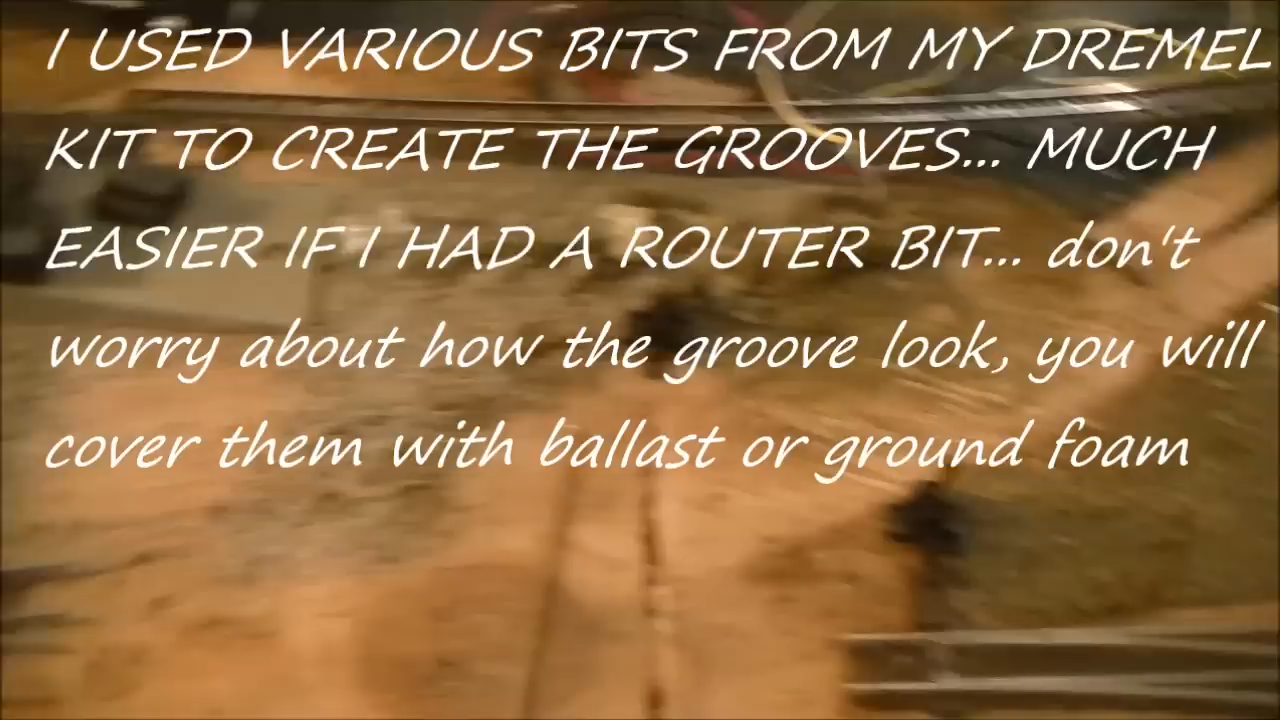 I USED VARIOUS BITS FROM MY DREMEL
KIT TO CREATE THE GROOVES... MUCH
EASIER IF I HAD A ROUTER BIT... don't
worry about how the groove look, you will
cover them with ballast or ground foam